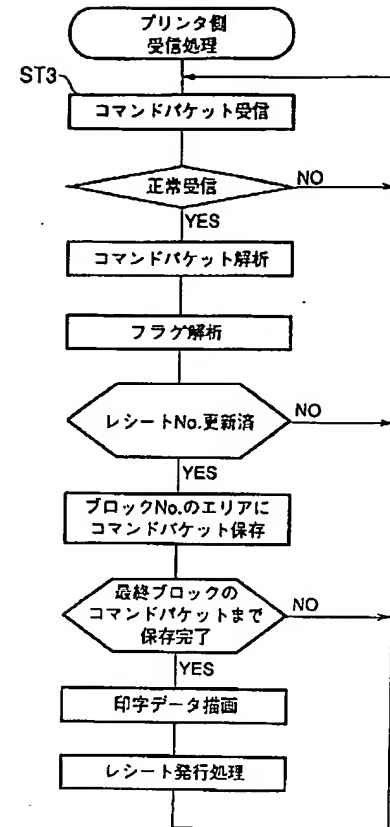 プリンタ側
受信処理
ST3
コマンドパケット受信
正常受信
NO
YES
コマンドパケット解析
フラグ解析
レシートNo.更新済
NO
YES
ブロックNo.のエリアに
コマンドパケット保存
最終ブロックの
コマンドパケットまで
保存完了
NO
YES
印字データ描画
レシート発行処理